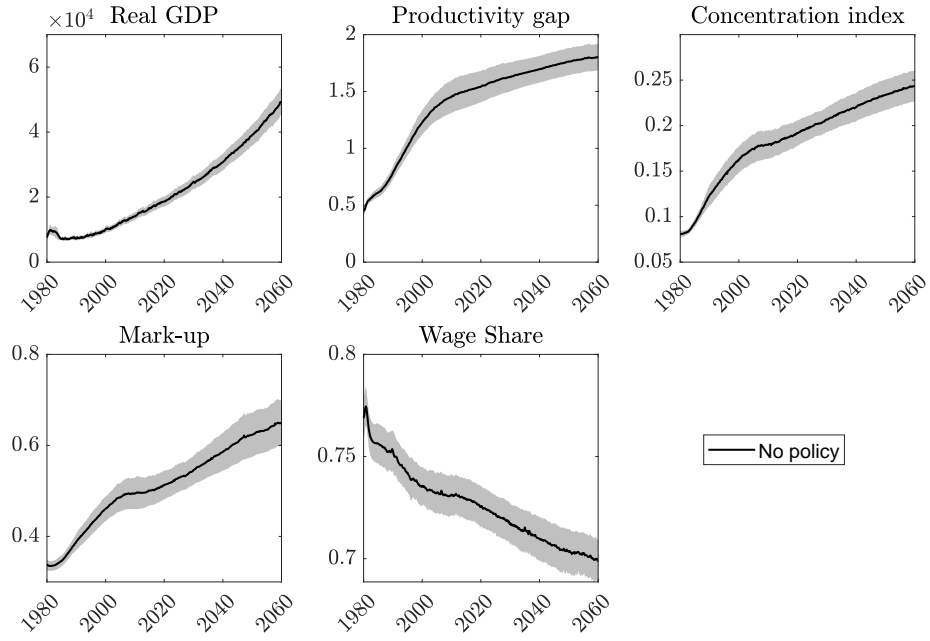 Real GDP
×10⁴
6
4
2
0
1980 2000 2020 2040 2060
Productivity gap
2
1.5
1
0.5
0
1980 2000 2020 2040 2060
Concentration index
0.25
0.2
0.15
0.1
0.05
1980 2000 2020 2040 2060
Mark-up
0.8
0.6
0.4
1980 2000 2020 2040 2060
Wage Share
0.8
0.75
0.7
1980 2000 2020 2040 2060
No policy